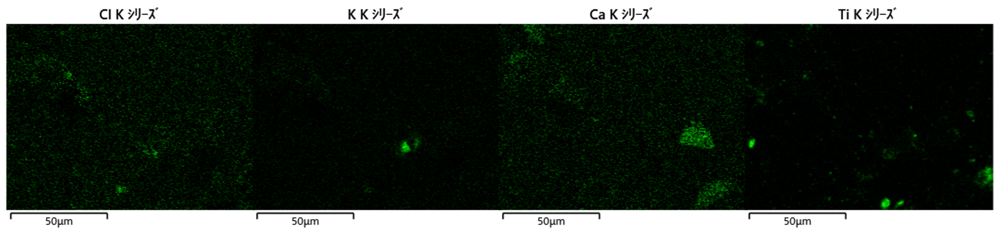 Cl K ｼﾘｰｽﾞ
K K ｼﾘｰｽﾞ
Ca K ｼﾘｰｽﾞ
Ti K ｼﾘｰｽﾞ
50µm
50µm
50µm
50µm